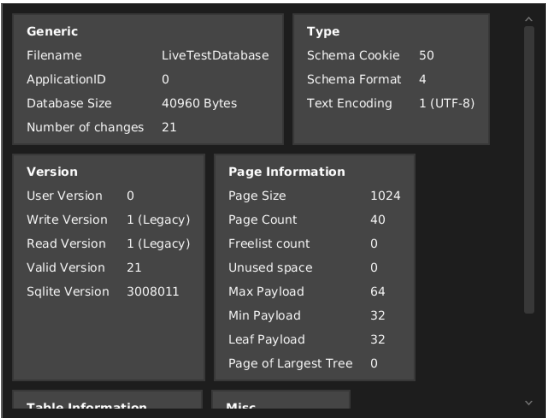 Generic
Filename LiveTestDatabase
ApplicationID 0
Database Size 40960 Bytes
Number of changes 21
Type
Schema Cookie 50
Schema Format 4
Text Encoding 1 (UTF-8)
Version
User Version 0
Write Version 1 (Legacy)
Read Version 1 (Legacy)
Valid Version 21
Sqlite Version 3008011
Page Information
Page Size 1024
Page Count 40
Freelist count 0
Unused space 0
Max Payload 64
Min Payload 32
Leaf Payload 32
Page of Largest Tree 0
Table Information
Misc